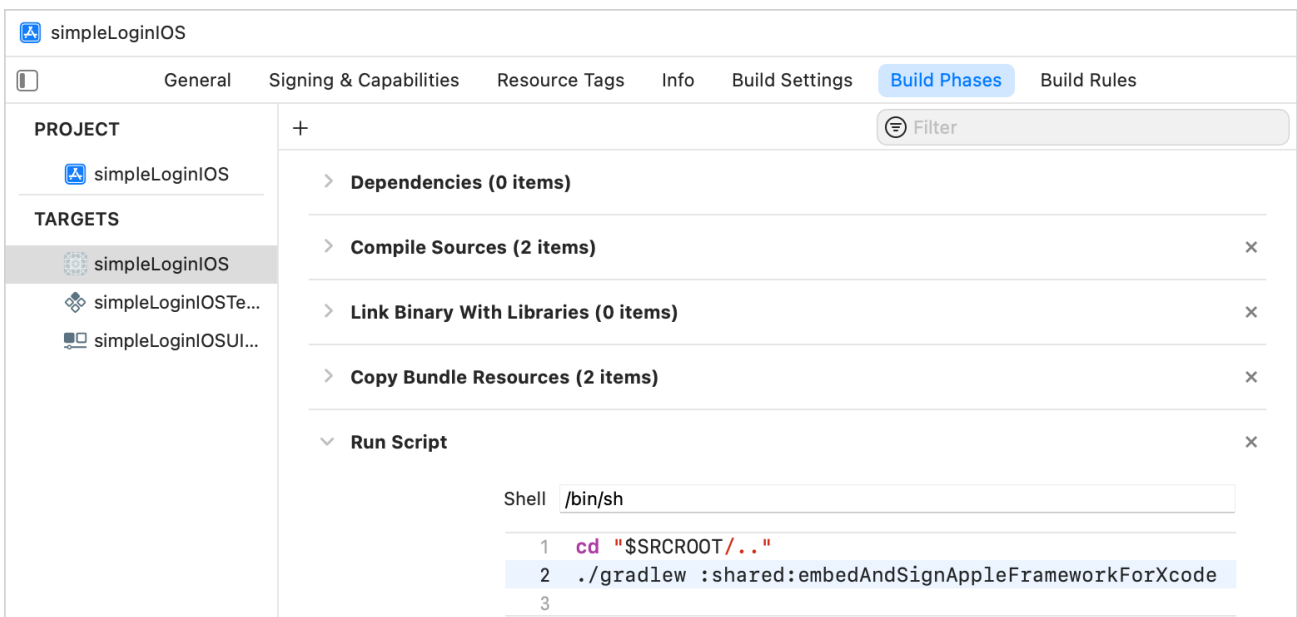 simpleLoginIOS
General Signing & Capabilities Resource Tags Info Build Settings Build Phases Build Rules
PROJECT
+
Filter
simpleLoginIOS
TARGETS
simpleLoginIOS
simpleLoginIOSTe...
simpleLoginIOSUI...
Dependencies (0 items)
Compile Sources (2 items)
Link Binary With Libraries (0 items)
Copy Bundle Resources (2 items)
Run Script
Shell /bin/sh
1 cd "$SRCROOT/.."
2 ./gradlew :shared:embedAndSignAppleFrameworkForXcode
3